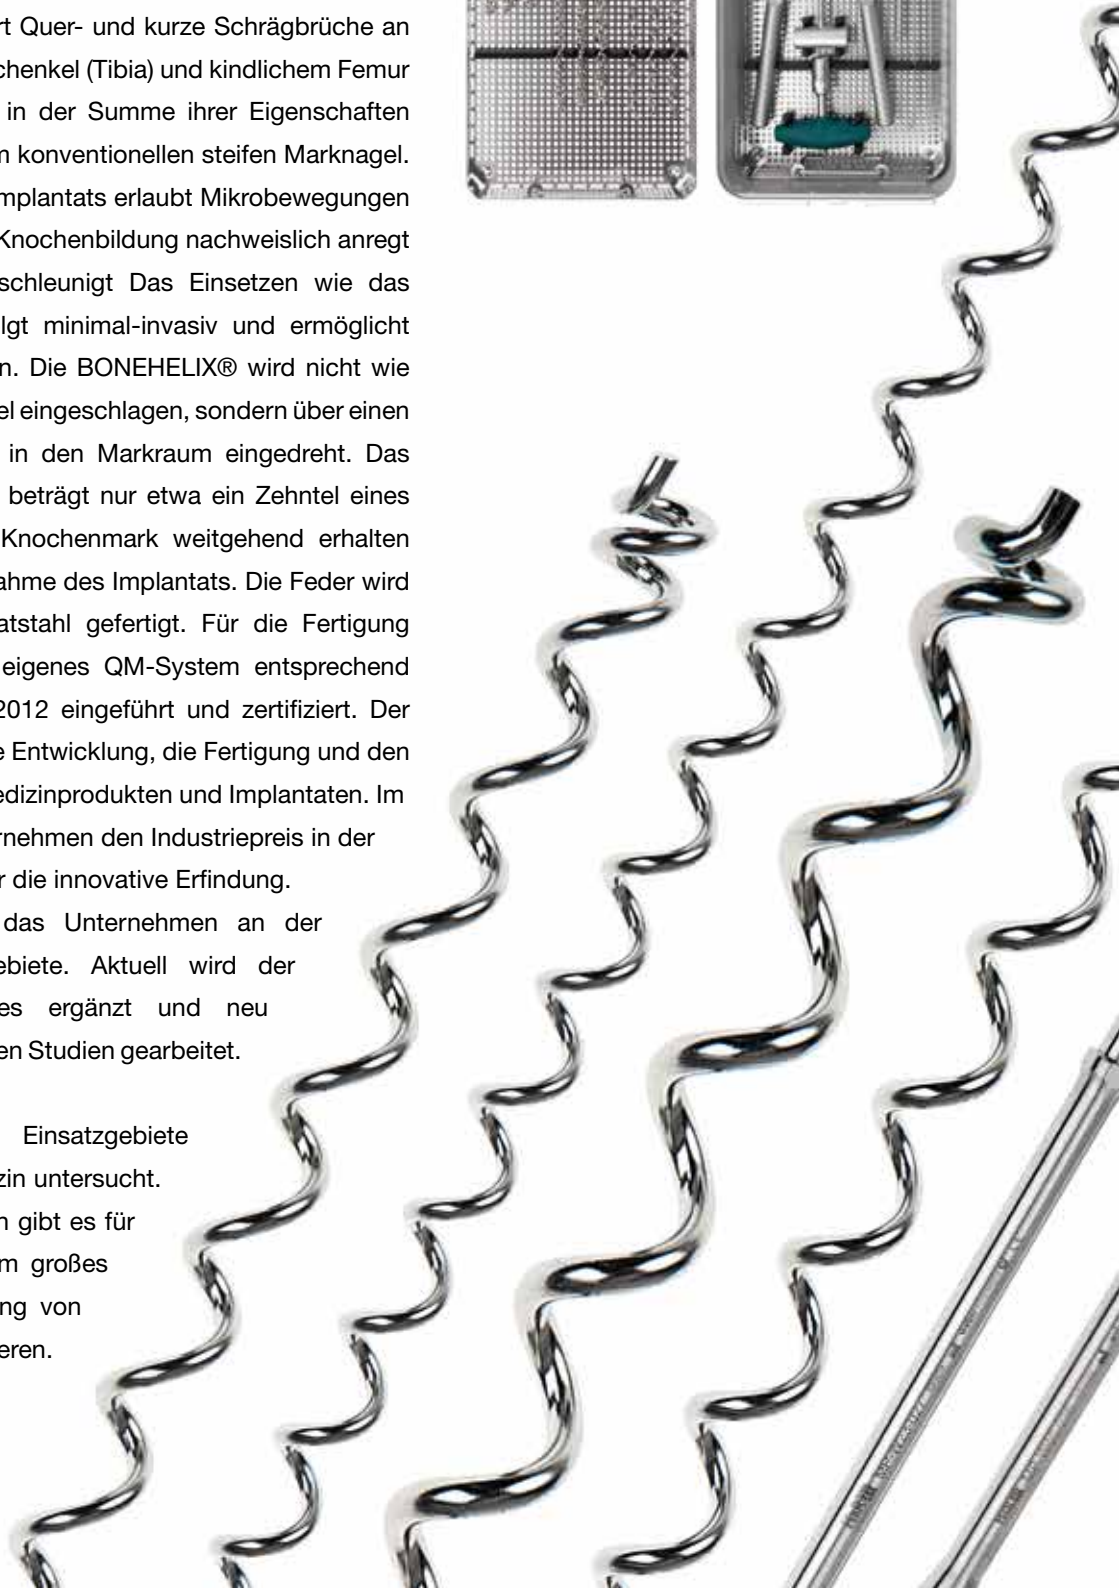 rt Quer- und kurze Schrägbrüche an
chenkel (Tibia) und kindlichem Femur
in der Summe ihrer Eigenschaften
n konventionellen steifen Marknagel.
mplantats erlaubt Mikrobewegungen
Knochenbildung nachweislich anregt
schleunigt Das Einsetzen wie das
lgt minimal-invasiv und ermöglicht
n. Die BONEHELIX® wird nicht wie
el eingeschlagen, sondern über einen
in den Markraum eingedreht. Das
beträgt nur etwa ein Zehntel eines
Knochenmark weitgehend erhalten
ahme des Implantats. Die Feder wird
atstahl gefertigt. Für die Fertigung
eigenes QM-System entsprechend
2012 eingeführt und zertifiziert. Der
e Entwicklung, die Fertigung und den
edizinprodukten und Implantaten. Im
rnehmen den Industriepreis in der
r die innovative Erfindung.
das Unternehmen an der
ebiete. Aktuell wird der
es ergänzt und neu
en Studien gearbeitet.
Einsatzgebiete
zin untersucht.
n gibt es für
m großes
ng von
eren.